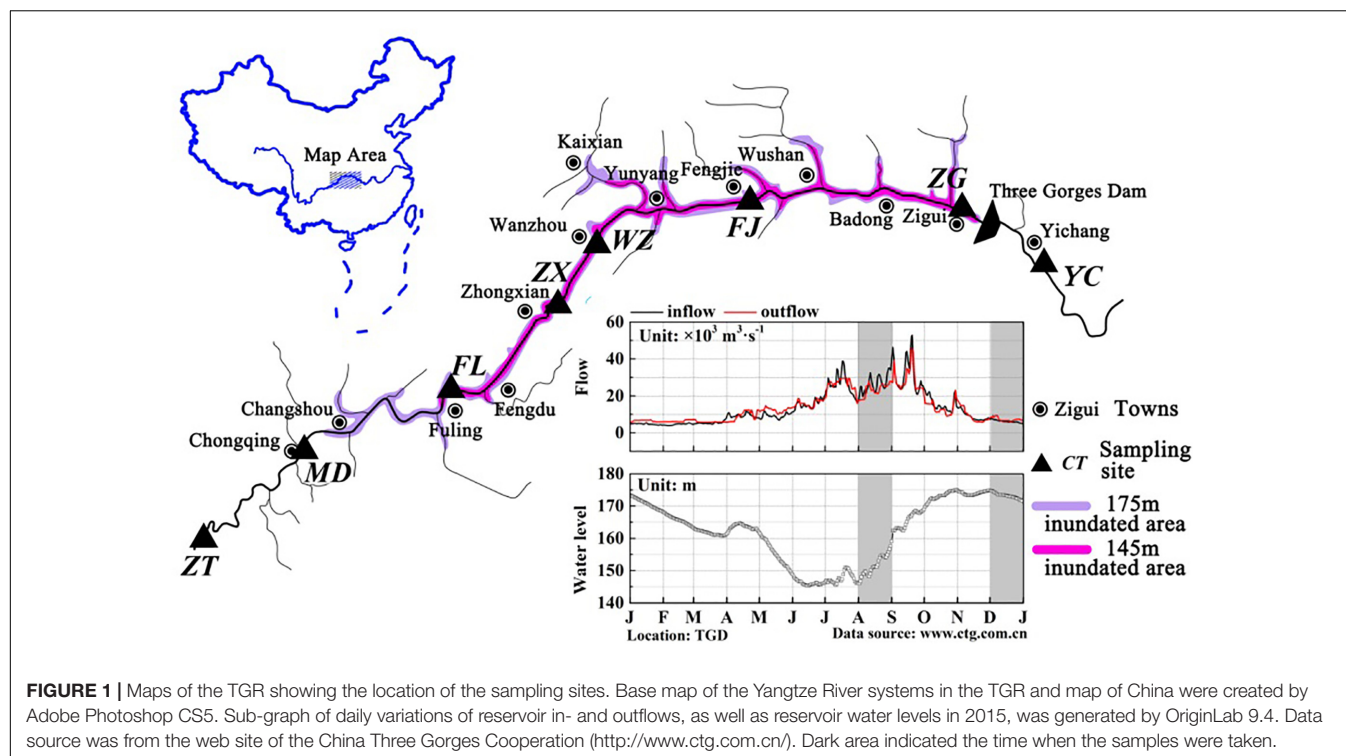 Map Area
Kaixian
Yunyang
Fengjie
Wushan
ZG
Three Gorges Dam
Wanzhou
WZ
FJ
Badong
Zigui
Yichang
YC
ZX
Zhongxian
FL
Changshou
Fengdu
Chongqing
Fuling
MD
ZT
inflow outflow
Unit: ×10³ m³·s⁻¹
Flow
60
40
20
0
Unit: m
Water level
180
170
160
150
140
J F M A M J J A S O N D J
Location: TGD Data source: www.ctg.com.cn
Zigui Towns
CT Sampling
site
175m
inundated area
145m
inundated area
FIGURE 1 | Maps of the TGR showing the location of the sampling sites. Base map of the Yangtze River systems in the TGR and map of China were created by
Adobe Photoshop CS5. Sub-graph of daily variations of reservoir in- and outflows, as well as reservoir water levels in 2015, was generated by OriginLab 9.4. Data
source was from the web site of the China Three Gorges Cooperation (http://www.ctg.com.cn/). Dark area indicated the time when the samples were taken.